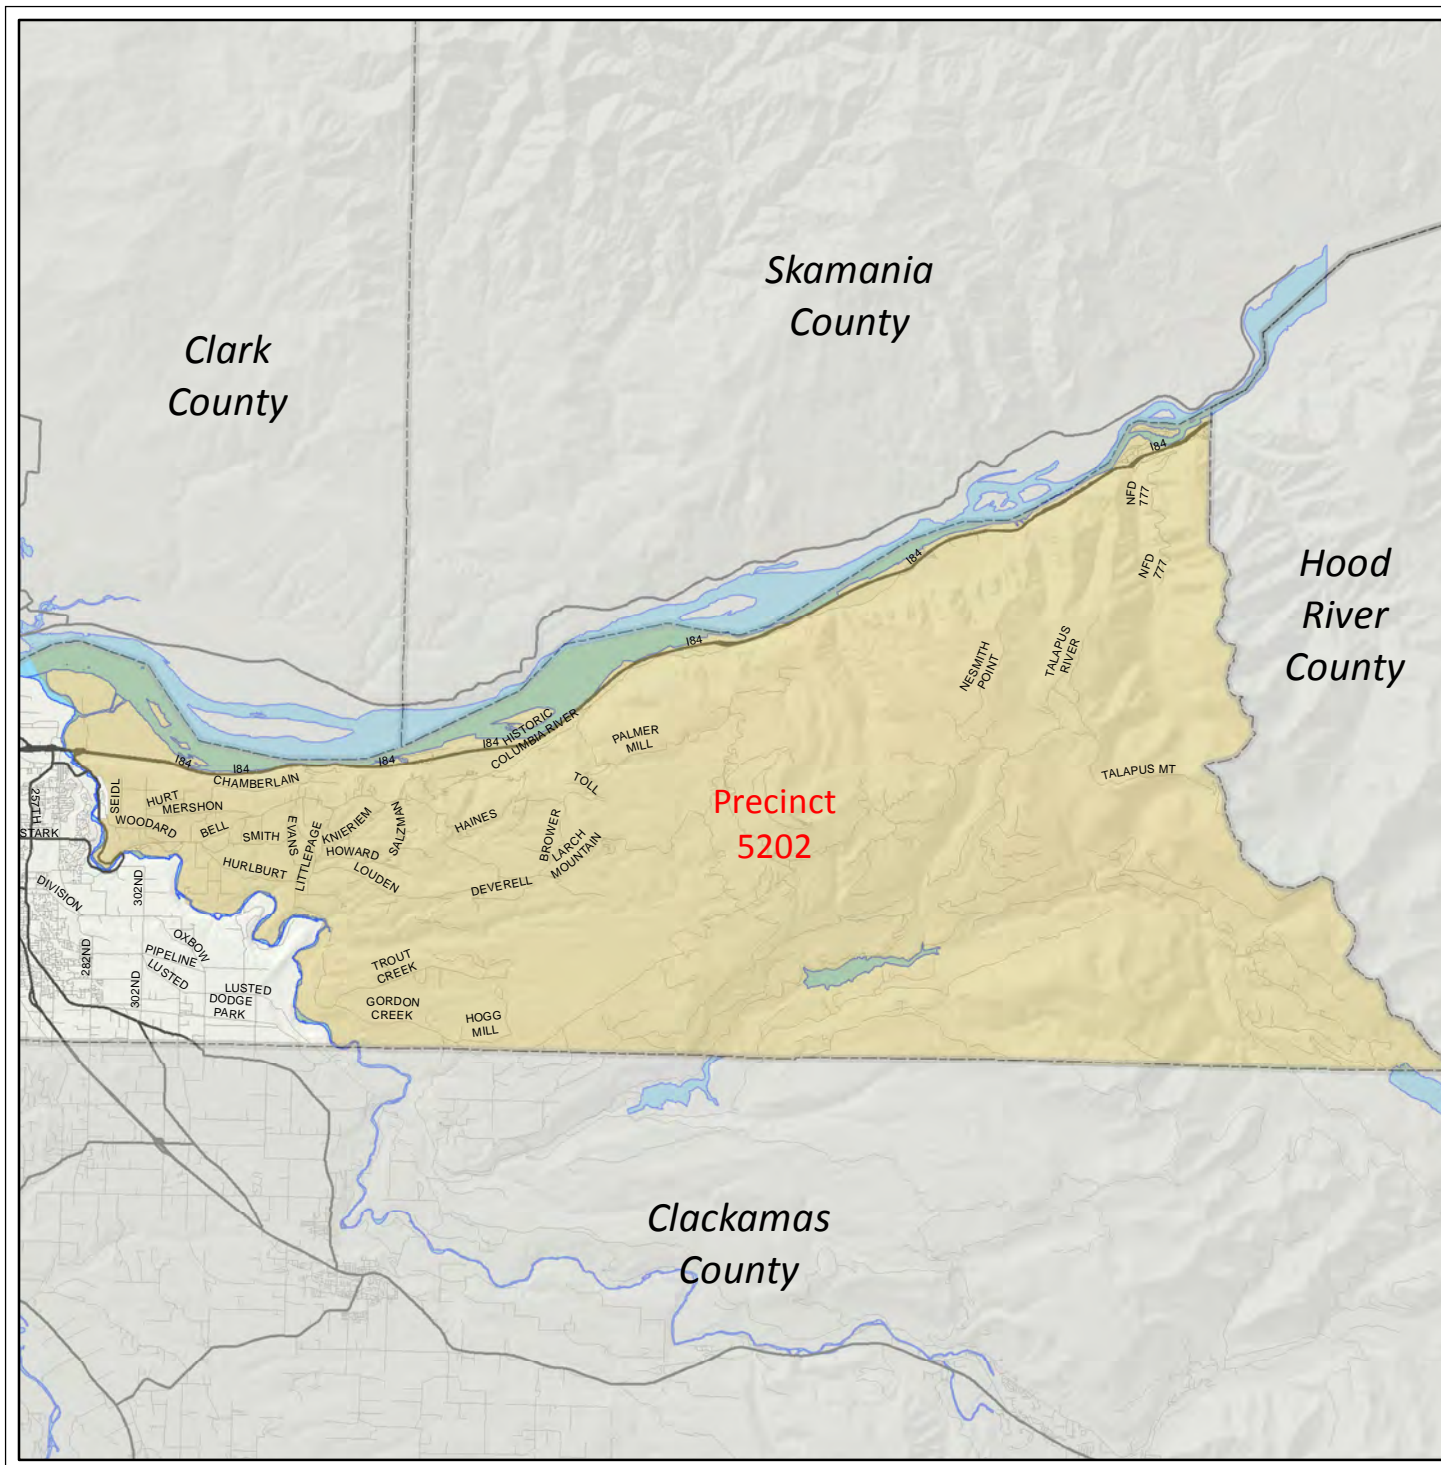 Skamania
County
Clark
County
Hood
River
County
I84
NFD
777
NFD
777
I84
NESMITH
POINT
TALAPUS
RIVER
I84
HISTORIC
COLUMBIA RIVER
I84
PALMER
MILL
I84
I84
I84
CHAMBERLAIN
TALAPUS MT
TOLL
Precinct
5202
SEIDL
HURT
MERSHON
WOODARD
BELL
SMITH
EVANS
LITTLEPAGE
KNIERIEM
HOWARD
SALZMAN
HAINES
BROWER
LARCH
MOUNTAIN
257TH
STARK
HURLBURT
LOUDEN
DEVERELL
DIVISION
302ND
282ND
OXBOW
PIPELINE
LUSTED
302ND
LUSTED
DODGE
PARK
TROUT
CREEK
GORDON
CREEK
HOGG
MILL
Clackamas
County